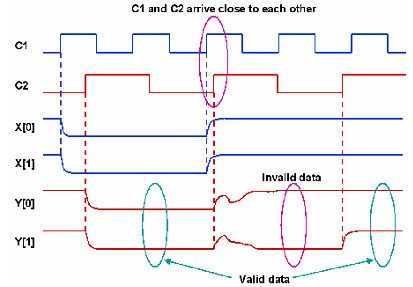 C1 and C2 arrive close to each other
C1
C2
X[0]
X[1]
Invalid data
Y[0]
Y[1]
Valid data